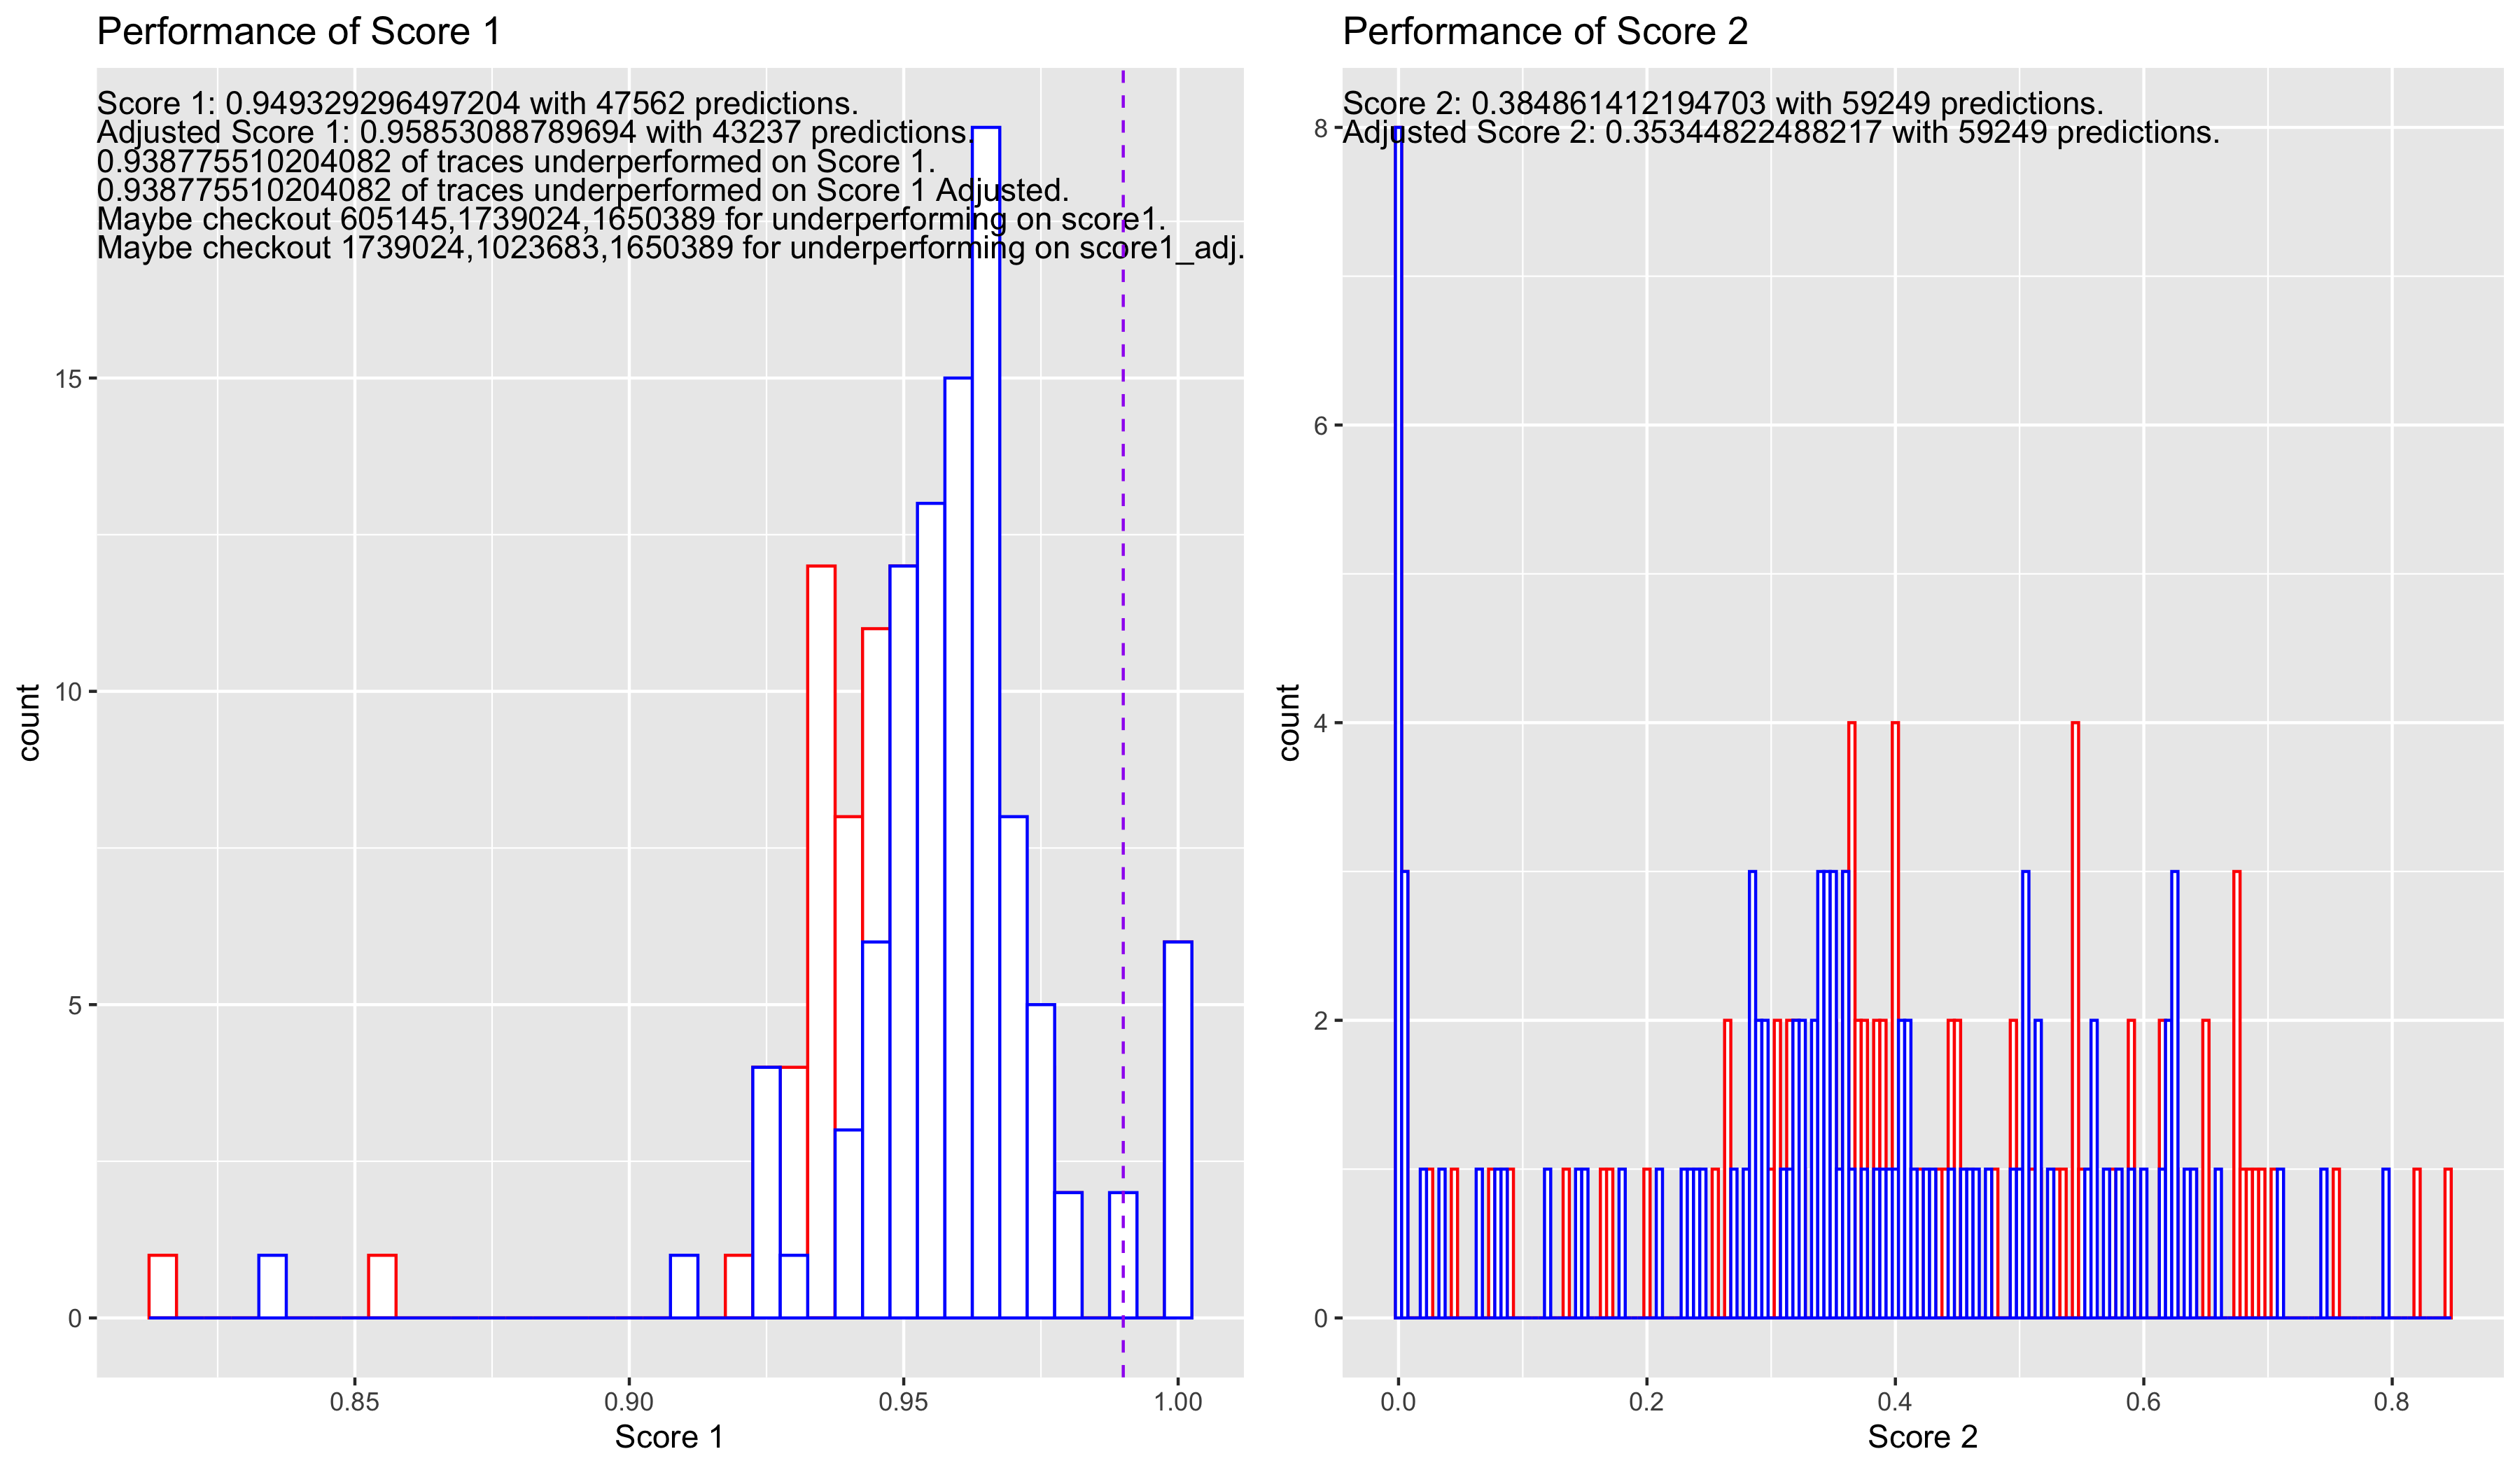 Performance of Score 1
Score 1: 0.949329296497204 with 47562 predictions.
Adjusted Score 1: 0.95853088789694 with 43237 predictions.
0.938775510204082 of traces underperformed on Score 1.
0.938775510204082 of traces underperformed on Score 1 Adjusted.
Maybe checkout 605145,1739024,1650389 for underperforming on score1.
Maybe checkout 1739024,1023683,1650389 for underperforming on score1_adj.
15
10
5
0
count
0.85 0.90 0.95 1.00
Score 1
Performance of Score 2
Score 2: 0.384861412194703 with 59249 predictions.
Adjusted Score 2: 0.35344822488217 with 59249 predictions.
8
6
4
2
0
count
0.0 0.2 0.4 0.6 0.8
Score 2